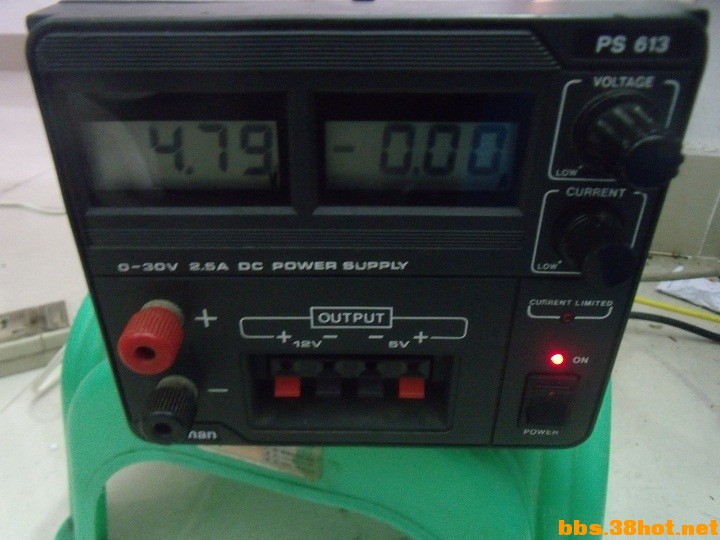 PS 613
VOLTAGE
4.79 -0.00
LOW
CURRENT
LOW
0-30V 2.5A DC POWER SUPPLY
CURRENT LIMITED
OUTPUT
+ + 12V - - 5V +
ON
-
POWER
man
bbs.38hot.net